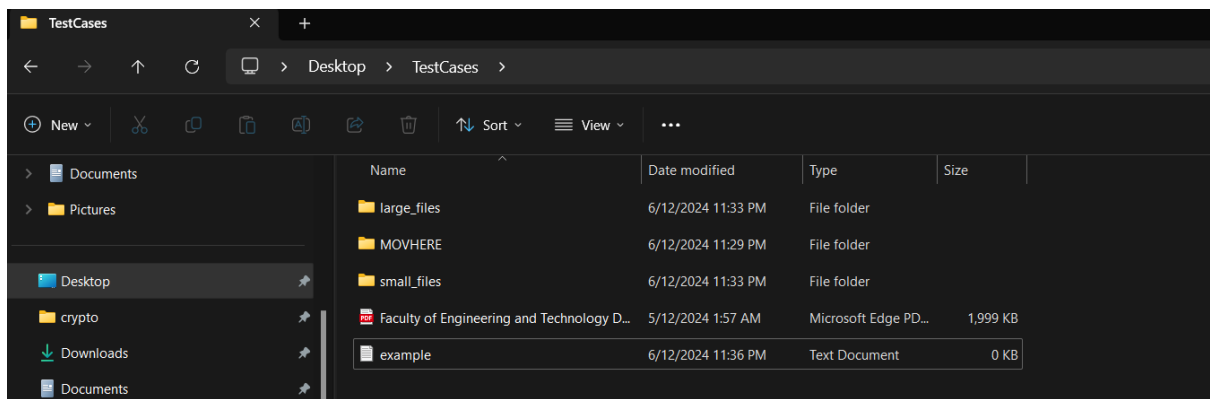 TestCases
Desktop > TestCases >
New Sort View
Documents
Pictures
Desktop
crypto
Downloads
Documents
Name Date modified Type Size
large_files 6/12/2024 11:33 PM File folder
MOVHERE 6/12/2024 11:29 PM File folder
small_files 6/12/2024 11:33 PM File folder
PDF Faculty of Engineering and Technology D... 5/12/2024 1:57 AM Microsoft Edge PD... 1,999 KB
example 6/12/2024 11:36 PM Text Document 0 KB